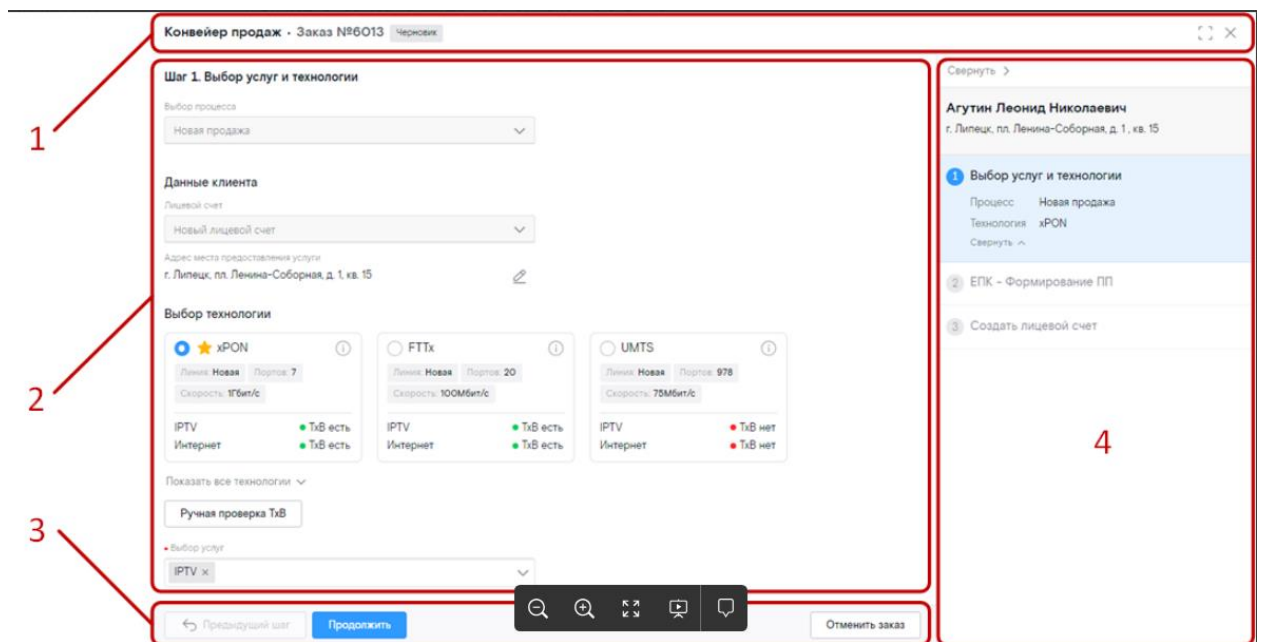 Конвейер продаж · Заказ №6013 Черновик
1
Шаг 1. Выбор услуг и технологии
Выбор процесса
Новая продажа
Данные клиента
Лицевой счет
Новый лицевой счет
Адрес места предоставления услуги
г. Липецк, пл. Ленина-Соборная, д. 1, кв. 15
Выбор технологии
xPON
Линия: Новая Портов: 7
Скорость: 1Гбит/с
IPTV ТхВ есть
Интернет ТхВ есть
FTTx
Линия: Новая Портов: 20
Скорость: 100Мбит/с
IPTV ТхВ есть
Интернет ТхВ есть
UMTS
Линия: Новая Портов: 978
Скорость: 75Мбит/с
IPTV ТхВ нет
Интернет ТхВ нет
2
Показать все технологии
Ручная проверка ТхВ
Выбор услуг
IPTV ×
3
Предыдущий шаг
Продолжить
Отменить заказ
Свернуть
Агутин Леонид Николаевич
г. Липецк, пл. Ленина-Соборная, д. 1 , кв. 15
1 Выбор услуг и технологии
Процесс Новая продажа
Технология xPON
Свернуть
2 ЕПК - Формирование ПП
3 Создать лицевой счет
4